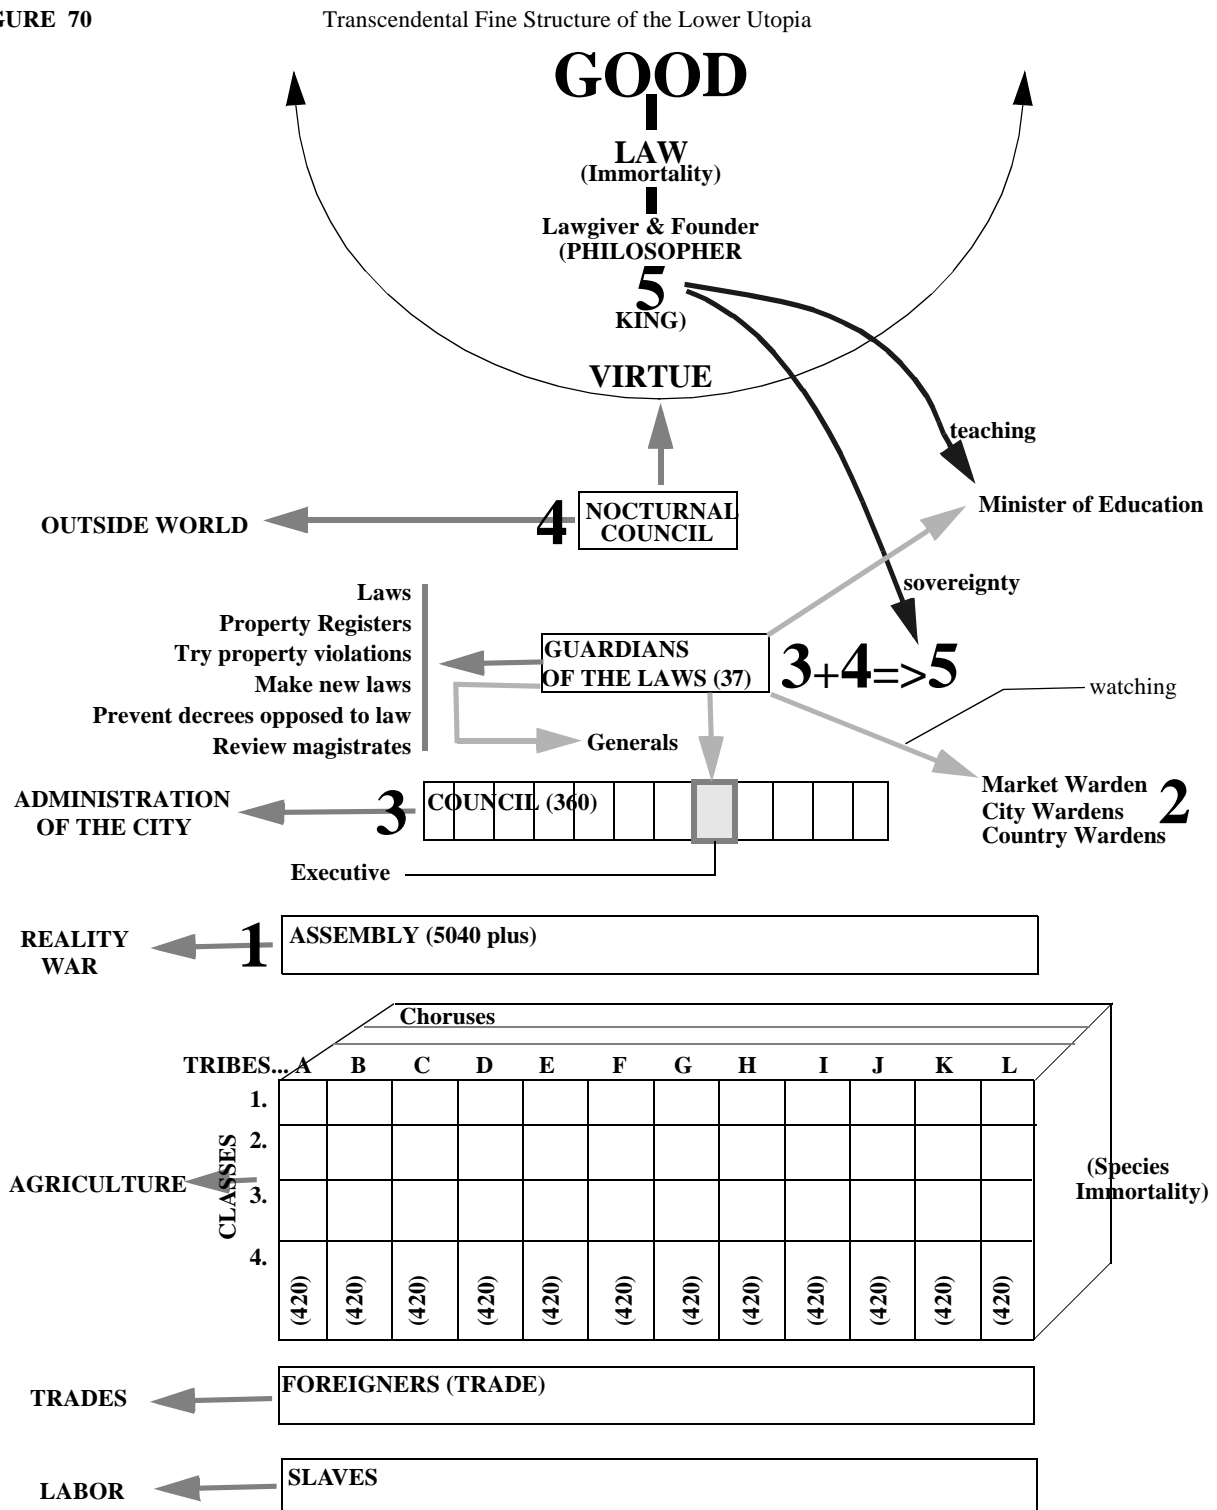 GURE 70
Transcendental Fine Structure of the Lower Utopia
GOOD
LAW
(Immortality)
Lawgiver & Founder
(PHILOSOPHER
5
KING)
VIRTUE
teaching
Minister of Education
OUTSIDE WORLD
4
NOCTURNAL
COUNCIL
sovereignty
Laws
Property Registers
Try property violations
Make new laws
Prevent decrees opposed to law
Review magistrates
GUARDIANS
OF THE LAWS (37)
3+4=>5
watching
Generals
Market Warden
City Wardens
Country Wardens
2
ADMINISTRATION
OF THE CITY
3
COUNCIL (360)
Executive
REALITY
WAR
1
ASSEMBLY (5040 plus)
Choruses
TRIBES... A B C D E F G H I J K L
CLASSES
1.
2.
3.
4.
AGRICULTURE
(Species
Immortality)
(420) (420) (420) (420) (420) (420) (420) (420) (420) (420) (420) (420)
TRADES
FOREIGNERS (TRADE)
LABOR
SLAVES